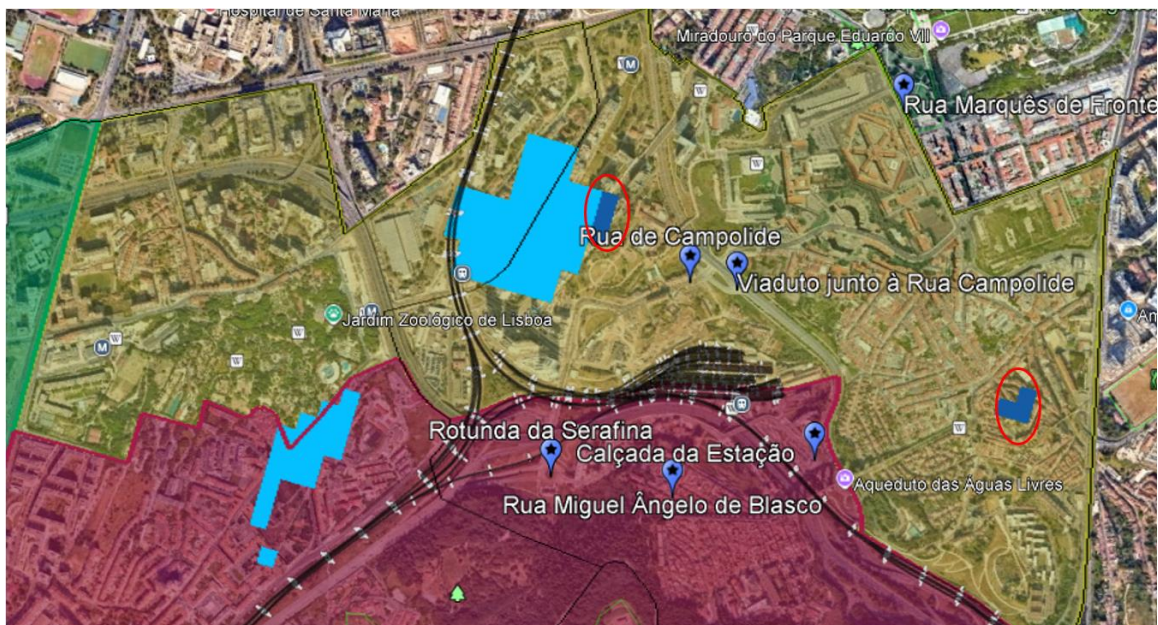 Hospital de Santa Maria
Miradouro do Parque Eduardo VII
M
W
Rua Marquês de Fronte
W
Rua de Campolide
Viaduto junto à Rua Campolide
Jardim Zoológico de Lisboa
M
W
W
M
W
Am
Rotunda da Serafina
Calçada da Estação
W
Aqueduto das Águas Livres
Rua Miguel Ângelo de Blasco